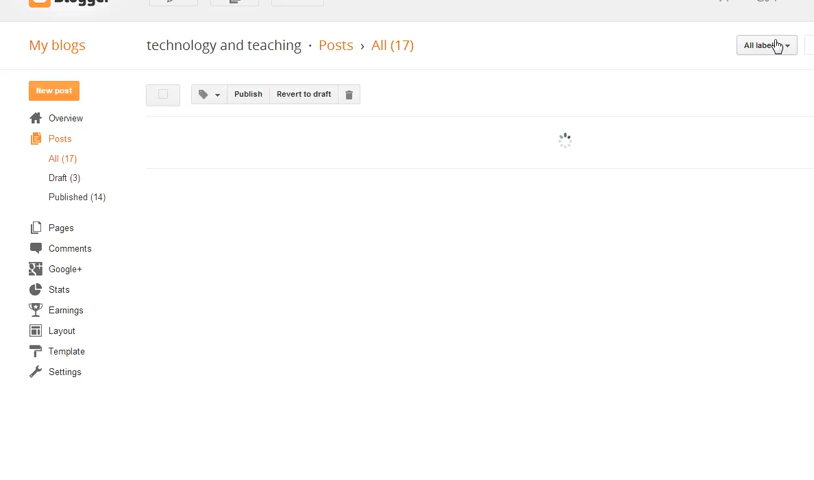 Blogger
My blogs
technology and teaching · Posts › All (17)
All labels
New post
Publish
Revert to draft
Overview
Posts
All (17)
Draft (3)
Published (14)
Pages
Comments
Google+
Stats
Earnings
Layout
Template
Settings